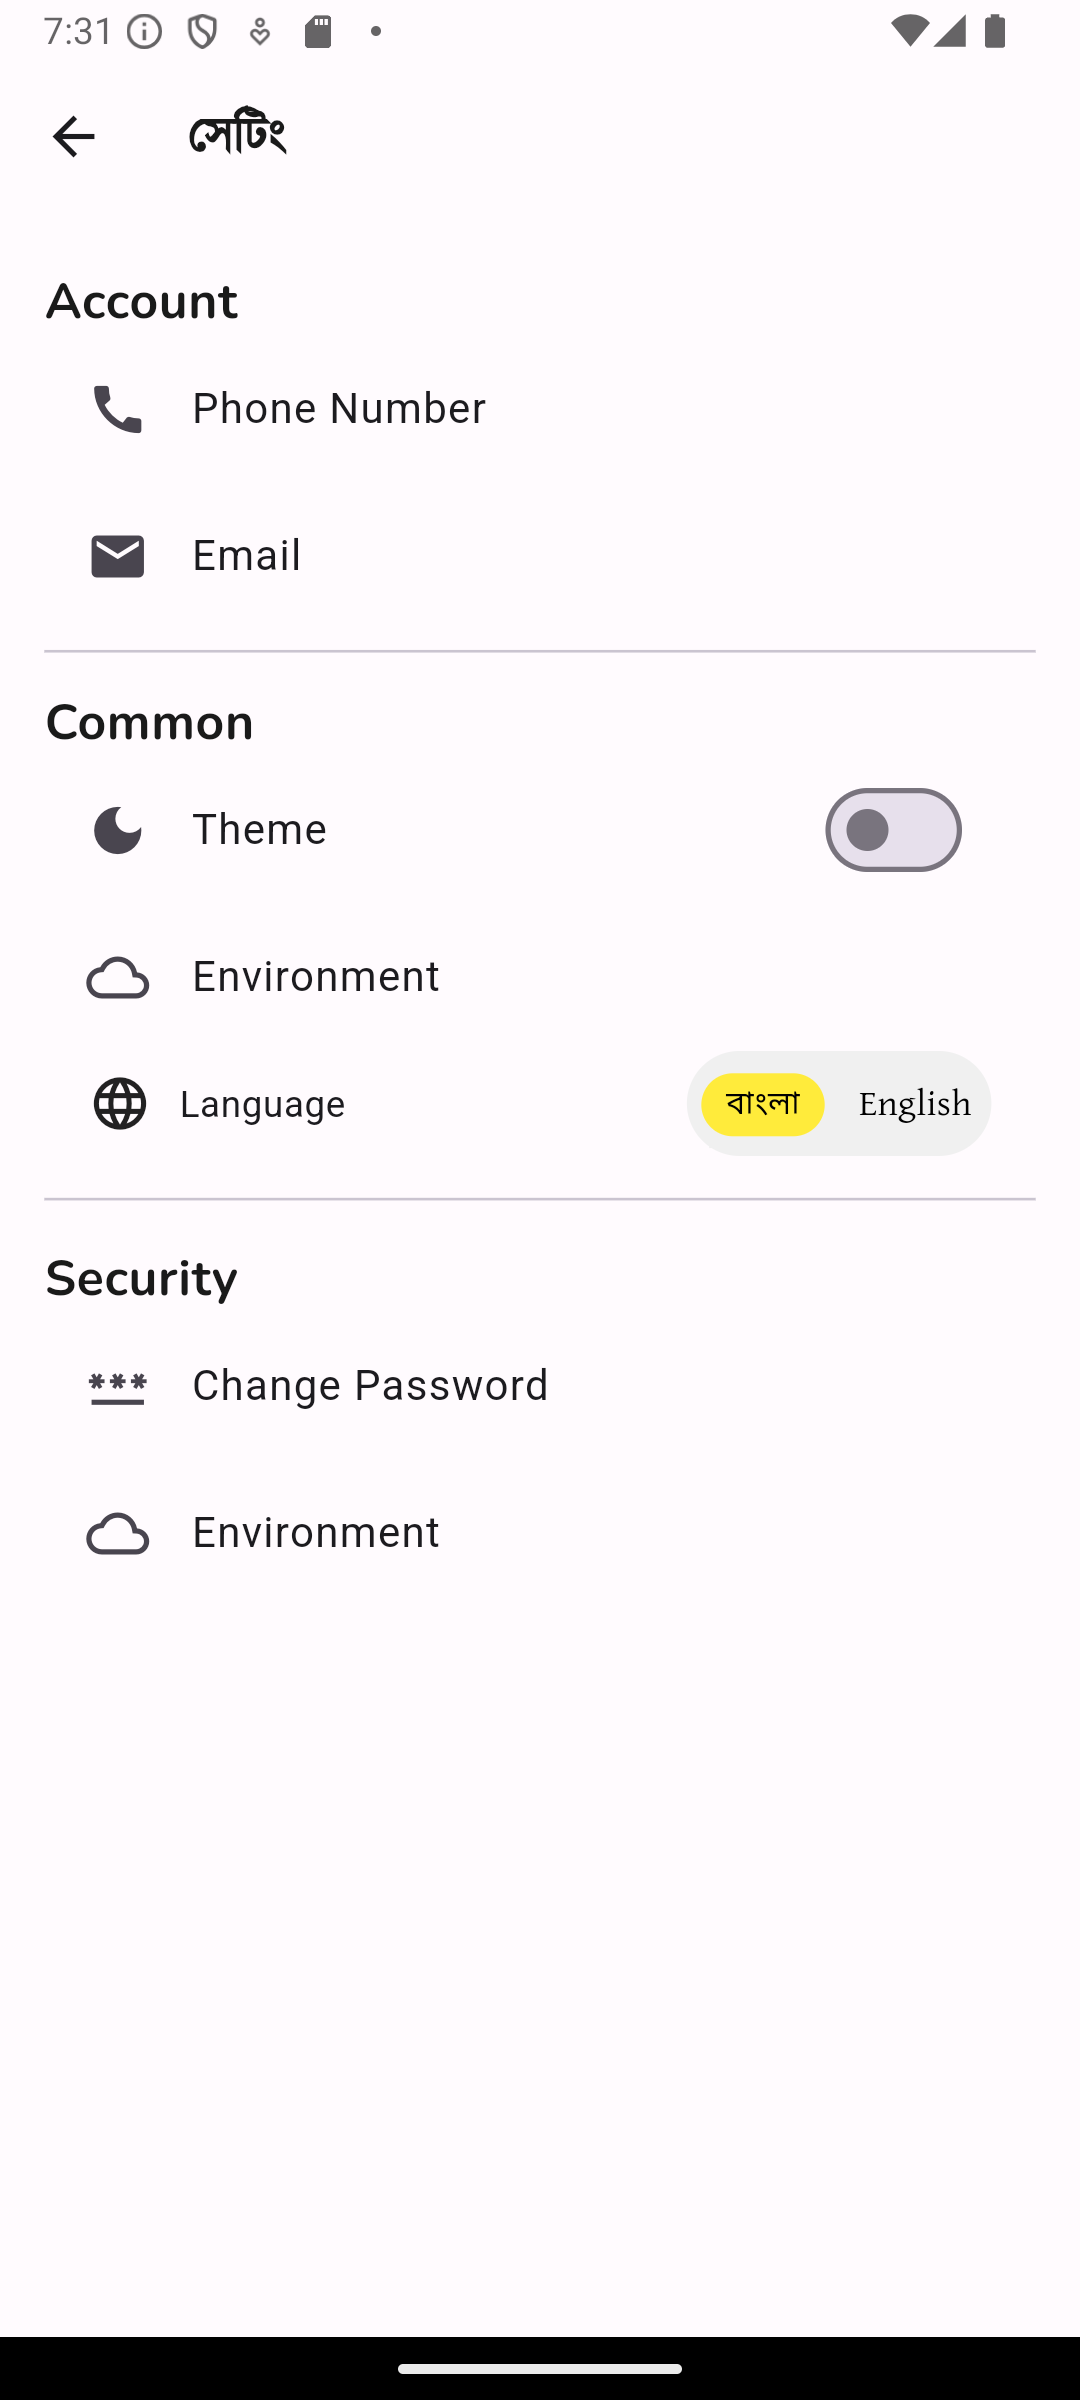 7:31
সেটিং
Account
Phone Number
Email
Common
Theme
Environment
Language
বাংলা English
Security
Change Password
Environment